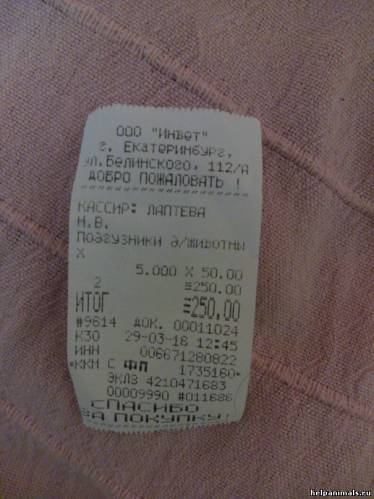 ООО "ИНВЕТ"
г. Екатеринбург,
ул.Белинского, 112/А
ДОБРО ПОЖАЛОВАТЬ !
КАССИР: ЛАПТЕВА
Н.В.
Подгузники д/животны
х
5.000 X 50.00
2 =250.00
ИТОГ =250,00
#9614 ДОК. 00011024
К30 29-03-16 12:45
ИНН 006671280822
*ККМ С ФП 1735160*
ЭКЛЗ 4210471683
00009990 #011686
СПАСИБО
ЗА ПОКУПКУ!
helpanimals.ru